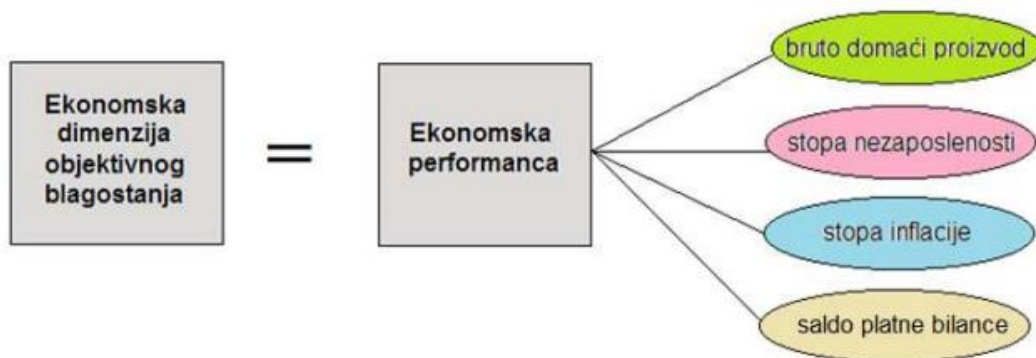 Ekonomska
dimenzija
objektivnog
blagostanja
=
Ekonomska
performanca
bruto domaći proizvod
stopa nezaposlenosti
stopa inflacije
saldo platne bilance